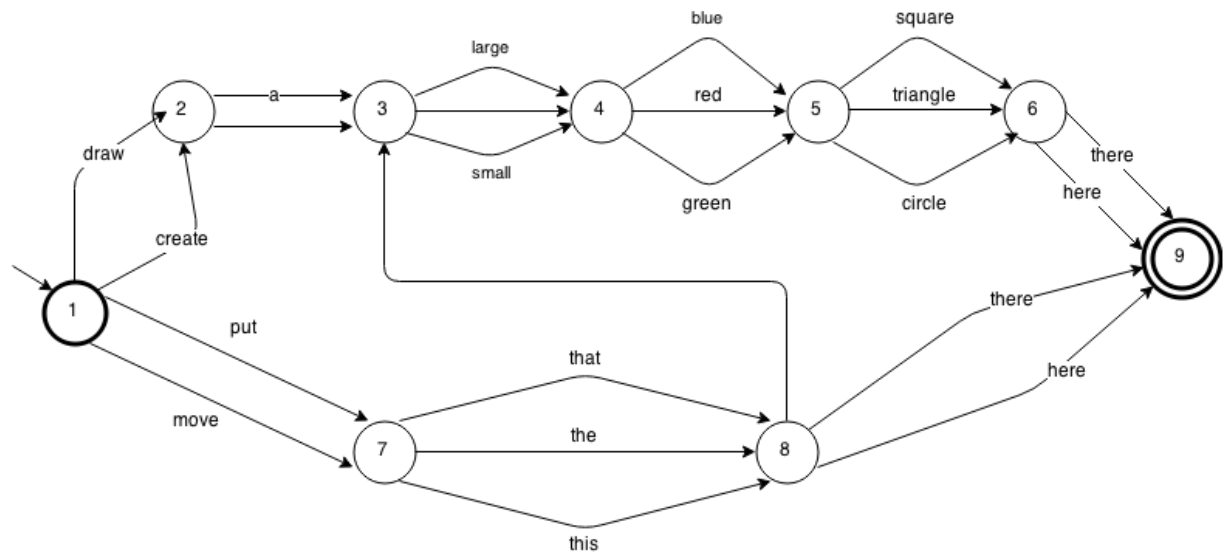 blue
square
large
2
a
3
4
red
5
triangle
6
draw
small
there
green
circle
here
create
9
1
there
put
that
here
move
7
the
8
this